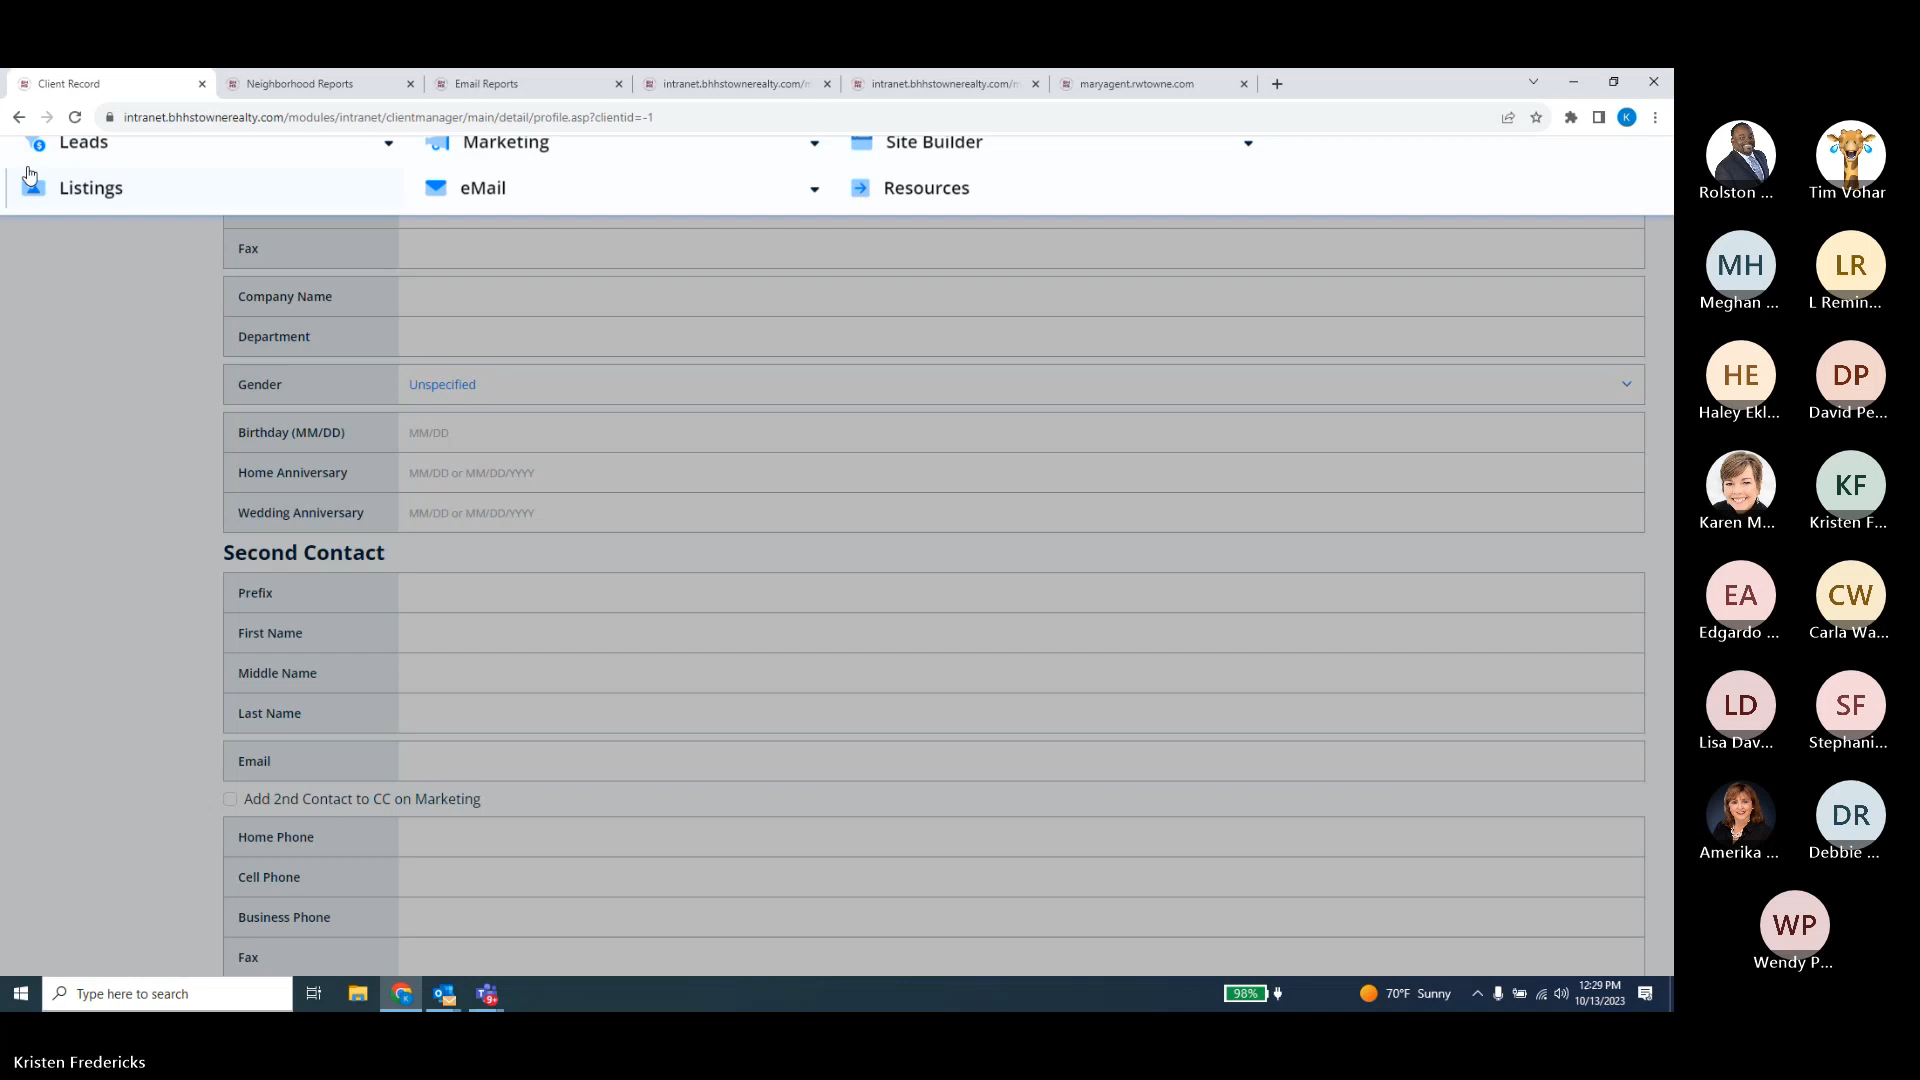 Client Record
Neighborhood Reports
Email Reports
intranet.bhhstownerealty.com/m
intranet.bhhstownerealty.com/m
maryagent.rwtowne.com
intranet.bhhstownerealty.com/modules/intranet/clientmanager/main/detail/profile.asp?clientid=-1
K
Leads
Marketing
Site Builder
Listings
eMail
Resources
Fax
Company Name
Department
Gender
Unspecified
Birthday (MM/DD)
MM/DD
Home Anniversary
MM/DD or MM/DD/YYYY
Wedding Anniversary
MM/DD or MM/DD/YYYY
Second Contact
Prefix
First Name
Middle Name
Last Name
Email
Add 2nd Contact to CC on Marketing
Home Phone
Cell Phone
Business Phone
Fax
Type here to search
9+
98%
70°F Sunny
12:29 PM
10/13/2023
Rolston ...
Tim Vohar
MH
Meghan ...
LR
L Remin...
HE
Haley Ekl...
DP
David Pe...
Karen M...
KF
Kristen F...
EA
Edgardo ...
CW
Carla Wa...
LD
Lisa Dav...
SF
Stephani...
Amerika ...
DR
Debbie ...
WP
Wendy P...
Kristen Fredericks